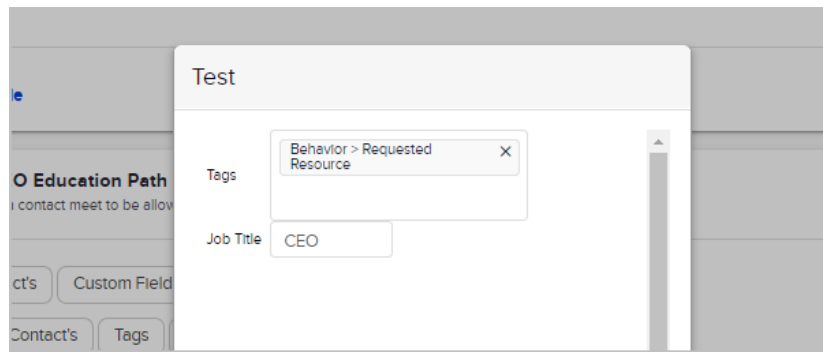 Test
le
Behavior > Requested
Resource
Tags
O Education Path
contact meet to be allow
Job Title CEO
ct's Custom Field
Contact's Tags